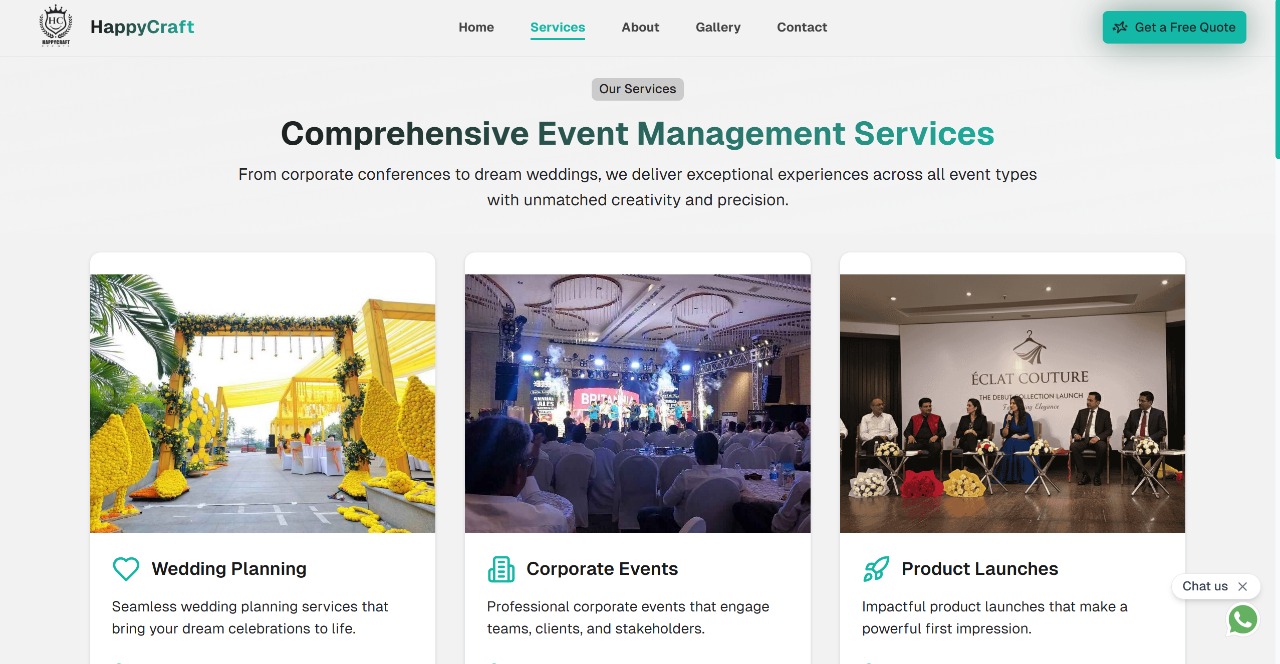 HC
HAPPYCRAFT
HappyCraft
Home
Services
About
Gallery
Contact
Get a Free Quote
Our Services
Comprehensive Event Management Services
From corporate conferences to dream weddings, we deliver exceptional experiences across all event types
with unmatched creativity and precision.
BRITANNIA
ÉCLAT COUTURE
THE DEBUT COLLECTION LAUNCH
Wedding Planning
Corporate Events
Product Launches
Seamless wedding planning services that
bring your dream celebrations to life.
Professional corporate events that engage
teams, clients, and stakeholders.
Impactful product launches that make a
powerful first impression.
Chat us